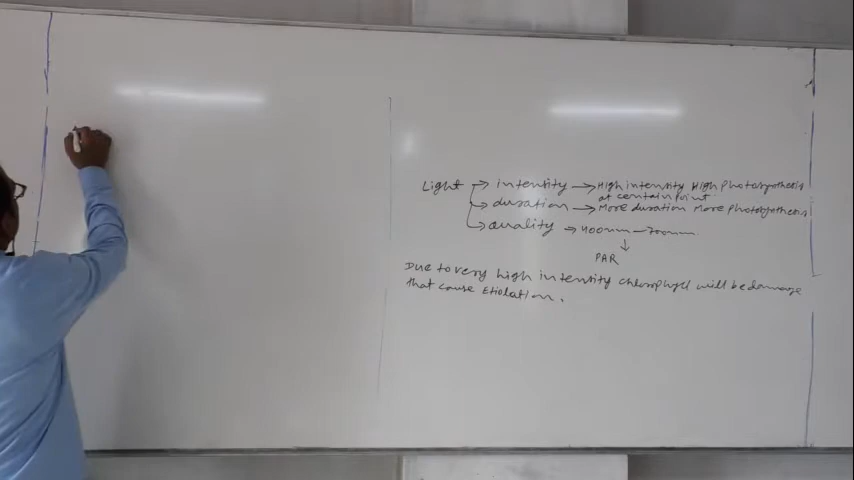 Light → intensity → High intensity High Photosynthesis
at certain point
→ duration → More duration More Photosynthesis
→ quality → 400nm - 700nm
↓
PAR
Due to very high intensity chlorophyll will be damage
that cause Etiolation.